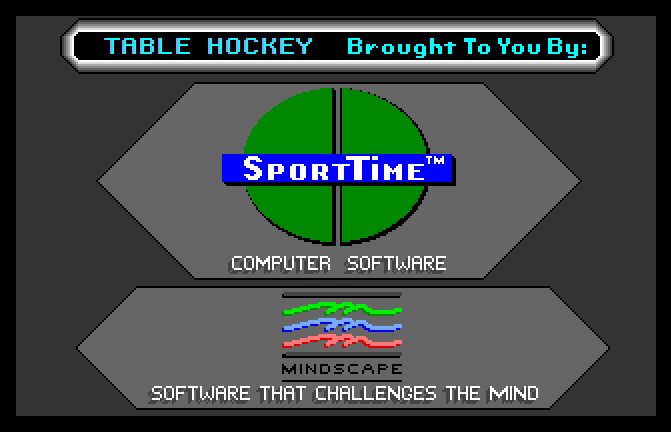 TABLE HOCKEY Brought To You By:
SPORTTIME™
COMPUTER SOFTWARE
MINDSCAPE
SOFTWARE THAT CHALLENGES THE MIND